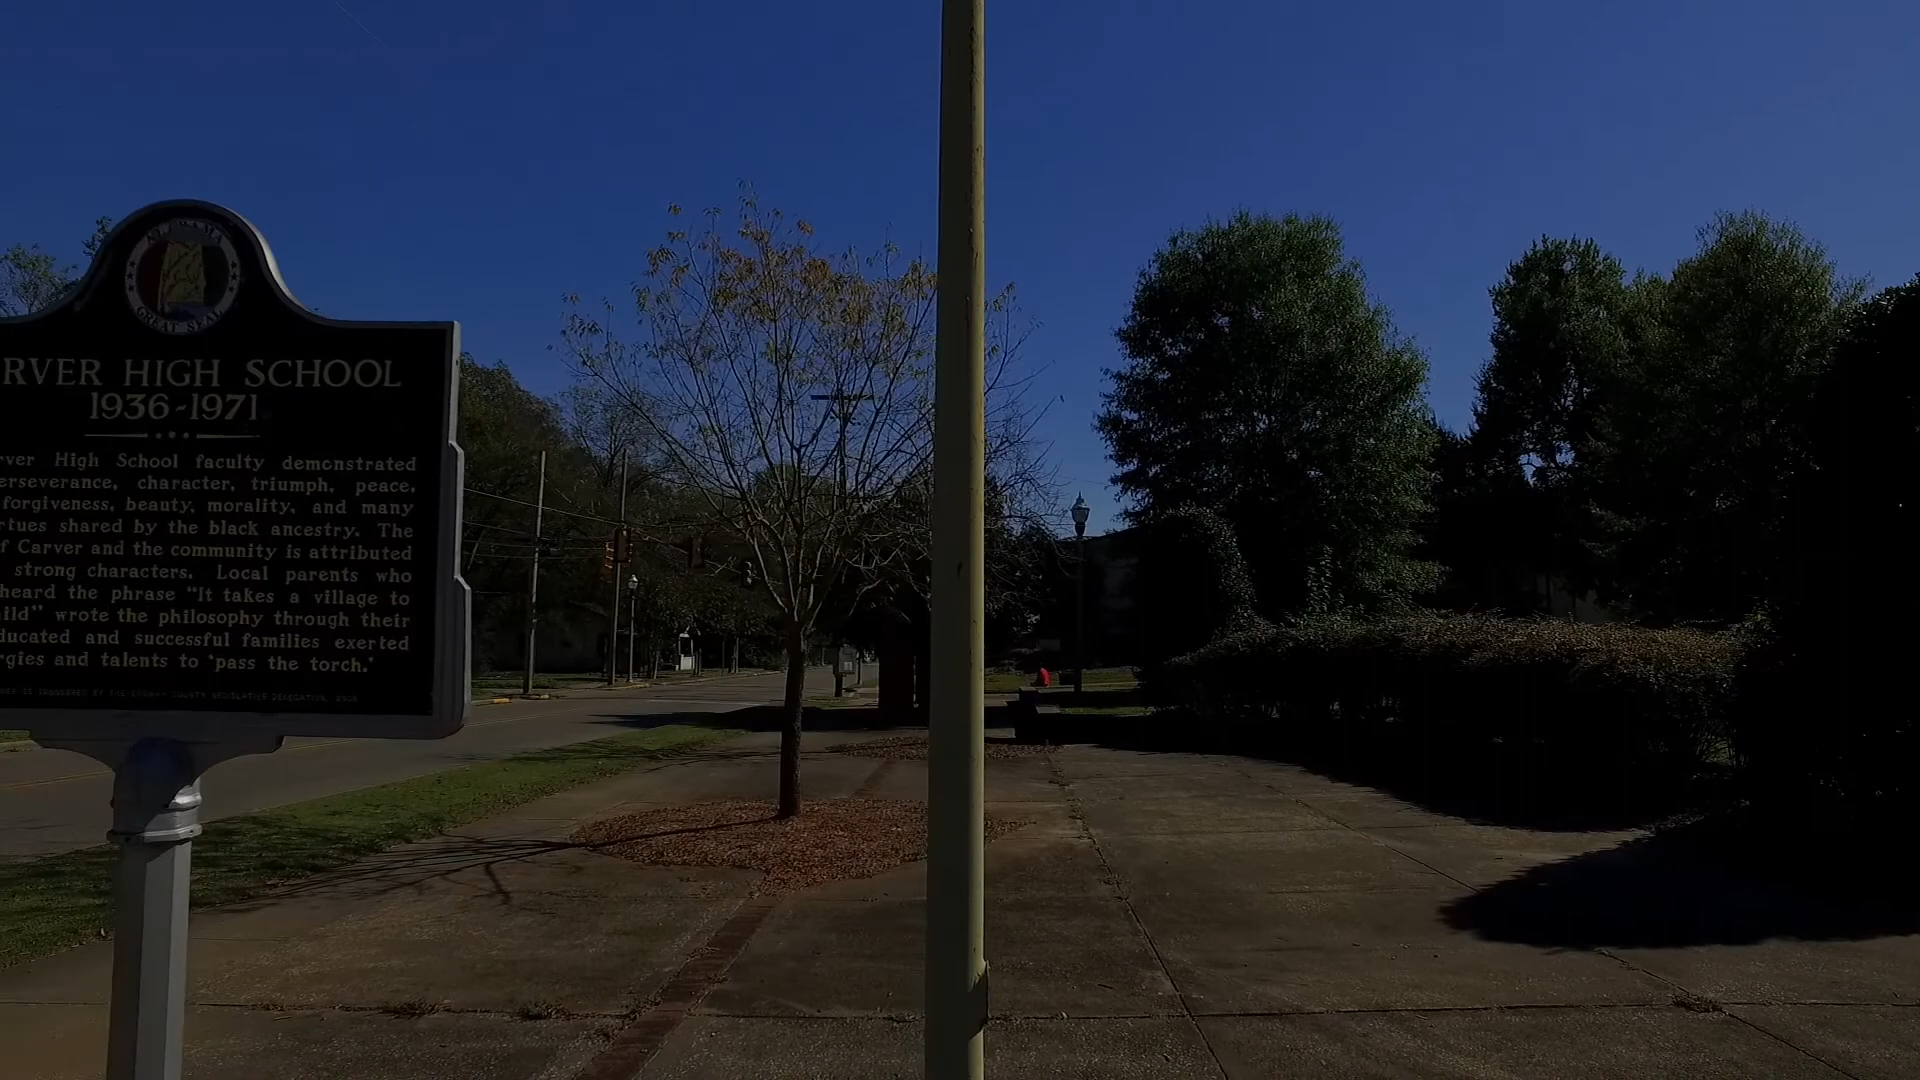 ALABAMA
GREAT SEAL
RVER HIGH SCHOOL
1936-1971
rver High School faculty demonstrated
erseverance, character, triumph, peace,
forgiveness, beauty, morality, and many
rtues shared by the black ancestry. The
f Carver and the community is attributed
strong characters. Local parents who
heard the phrase "It takes a village to
ild" wrote the philosophy through their
ducated and successful families exerted
rgies and talents to 'pass the torch.'
LEGISLATIVE DELEGATION,